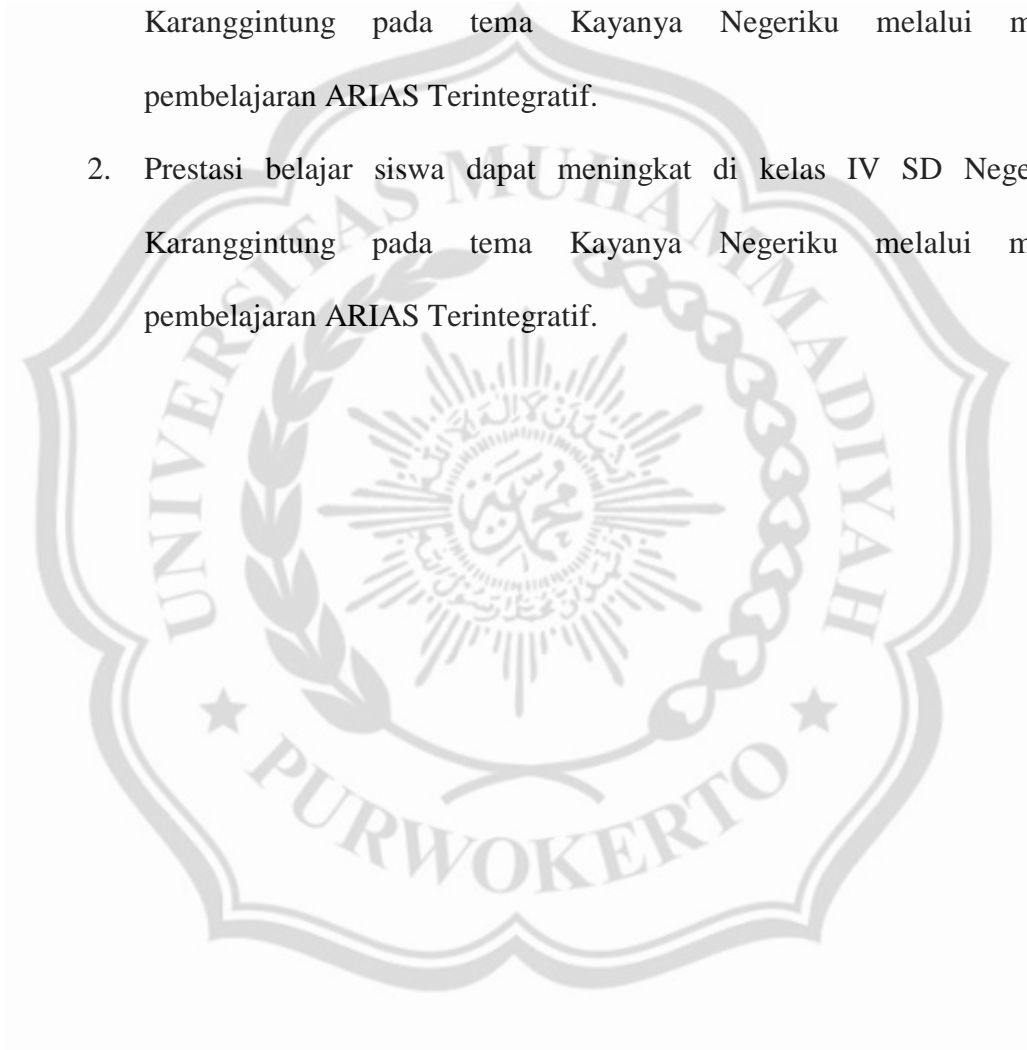 Karanggintung pada tema Kayanya Negeriku melalui
pembelajaran ARIAS Terintegratif.
2. Prestasi belajar siswa dapat meningkat di kelas IV SD
Karanggintung pada tema Kayanya Negeriku melalui
pembelajaran ARIAS Terintegratif.
UNIVERSITAS MUHAMMADIYAH
PURWOKERTO